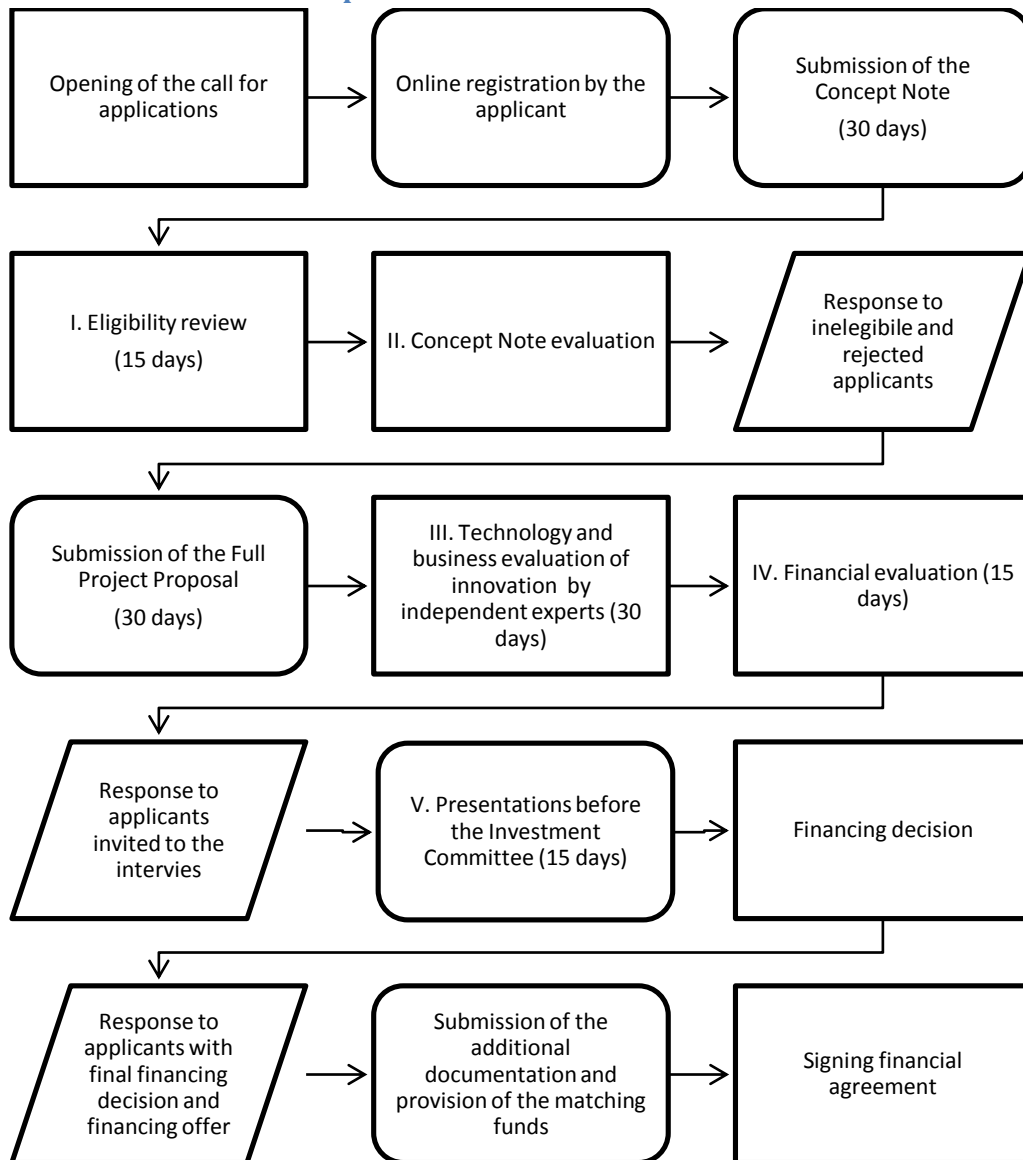 Opening of the call for
applications
Online registration by the
applicant
Submission of the
Concept Note
(30 days)
I. Eligibility review
(15 days)
II. Concept Note evaluation
Response to
inelegibile and
rejected
applicants
Submission of the Full
Project Proposal
(30 days)
III. Technology and
business evaluation of
innovation by
independent experts (30
days)
IV. Financial evaluation (15
days)
Response to
applicants
invited to the
intervies
V. Presentations before
the Investment
Committee (15 days)
Financing decision
Response to
applicants with
final financing
decision and
financing offer
Submission of the
additional
documentation and
provision of the matching
funds
Signing financial
agreement